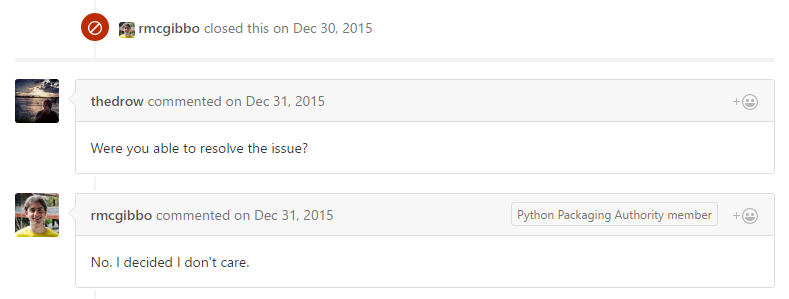 rmcgibbo closed this on Dec 30, 2015
thedrow commented on Dec 31, 2015
Were you able to resolve the issue?
rmcgibbo commented on Dec 31, 2015 Python Packaging Authority member
No. I decided I don't care.